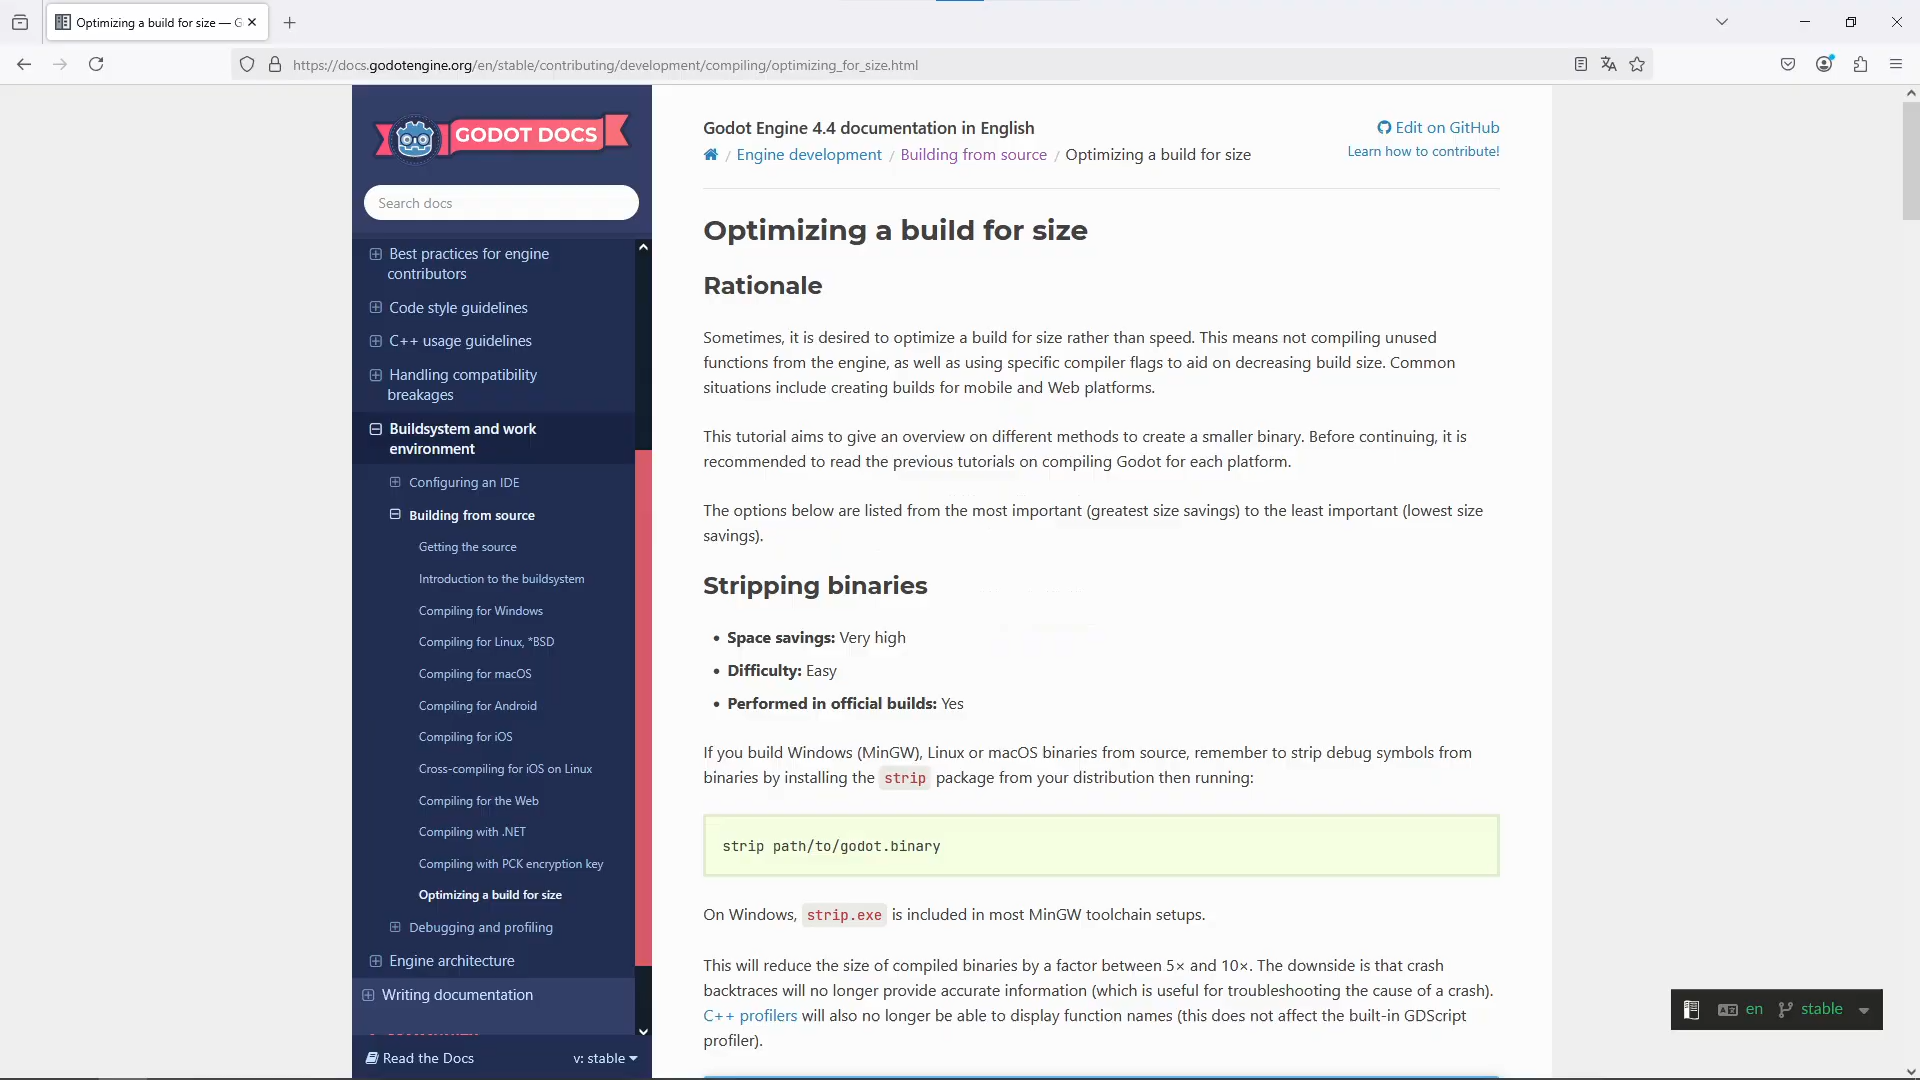 Optimizing a build for size — G
https://docs.godotengine.org/en/stable/contributing/development/compiling/optimizing_for_size.html
GODOT DOCS
Search docs
Best practices for engine
contributors
Code style guidelines
C++ usage guidelines
Handling compatibility
breakages
Buildsystem and work
environment
Configuring an IDE
Building from source
Getting the source
Introduction to the buildsystem
Compiling for Windows
Compiling for Linux, *BSD
Compiling for macOS
Compiling for Android
Compiling for iOS
Cross-compiling for iOS on Linux
Compiling for the Web
Compiling with .NET
Compiling with PCK encryption key
Optimizing a build for size
Debugging and profiling
Engine architecture
Writing documentation
Read the Docs
v: stable
Godot Engine 4.4 documentation in English
Edit on GitHub
/ Engine development / Building from source / Optimizing a build for size
Learn how to contribute!
Optimizing a build for size
Rationale
Sometimes, it is desired to optimize a build for size rather than speed. This means not compiling unused
functions from the engine, as well as using specific compiler flags to aid on decreasing build size. Common
situations include creating builds for mobile and Web platforms.
This tutorial aims to give an overview on different methods to create a smaller binary. Before continuing, it is
recommended to read the previous tutorials on compiling Godot for each platform.
The options below are listed from the most important (greatest size savings) to the least important (lowest size
savings).
Stripping binaries
• Space savings: Very high
• Difficulty: Easy
• Performed in official builds: Yes
If you build Windows (MinGW), Linux or macOS binaries from source, remember to strip debug symbols from
binaries by installing the strip package from your distribution then running:
strip path/to/godot.binary
On Windows, strip.exe is included in most MinGW toolchain setups.
This will reduce the size of compiled binaries by a factor between 5× and 10×. The downside is that crash
backtraces will no longer provide accurate information (which is useful for troubleshooting the cause of a crash).
C++ profilers will also no longer be able to display function names (this does not affect the built-in GDScript
profiler).
en stable